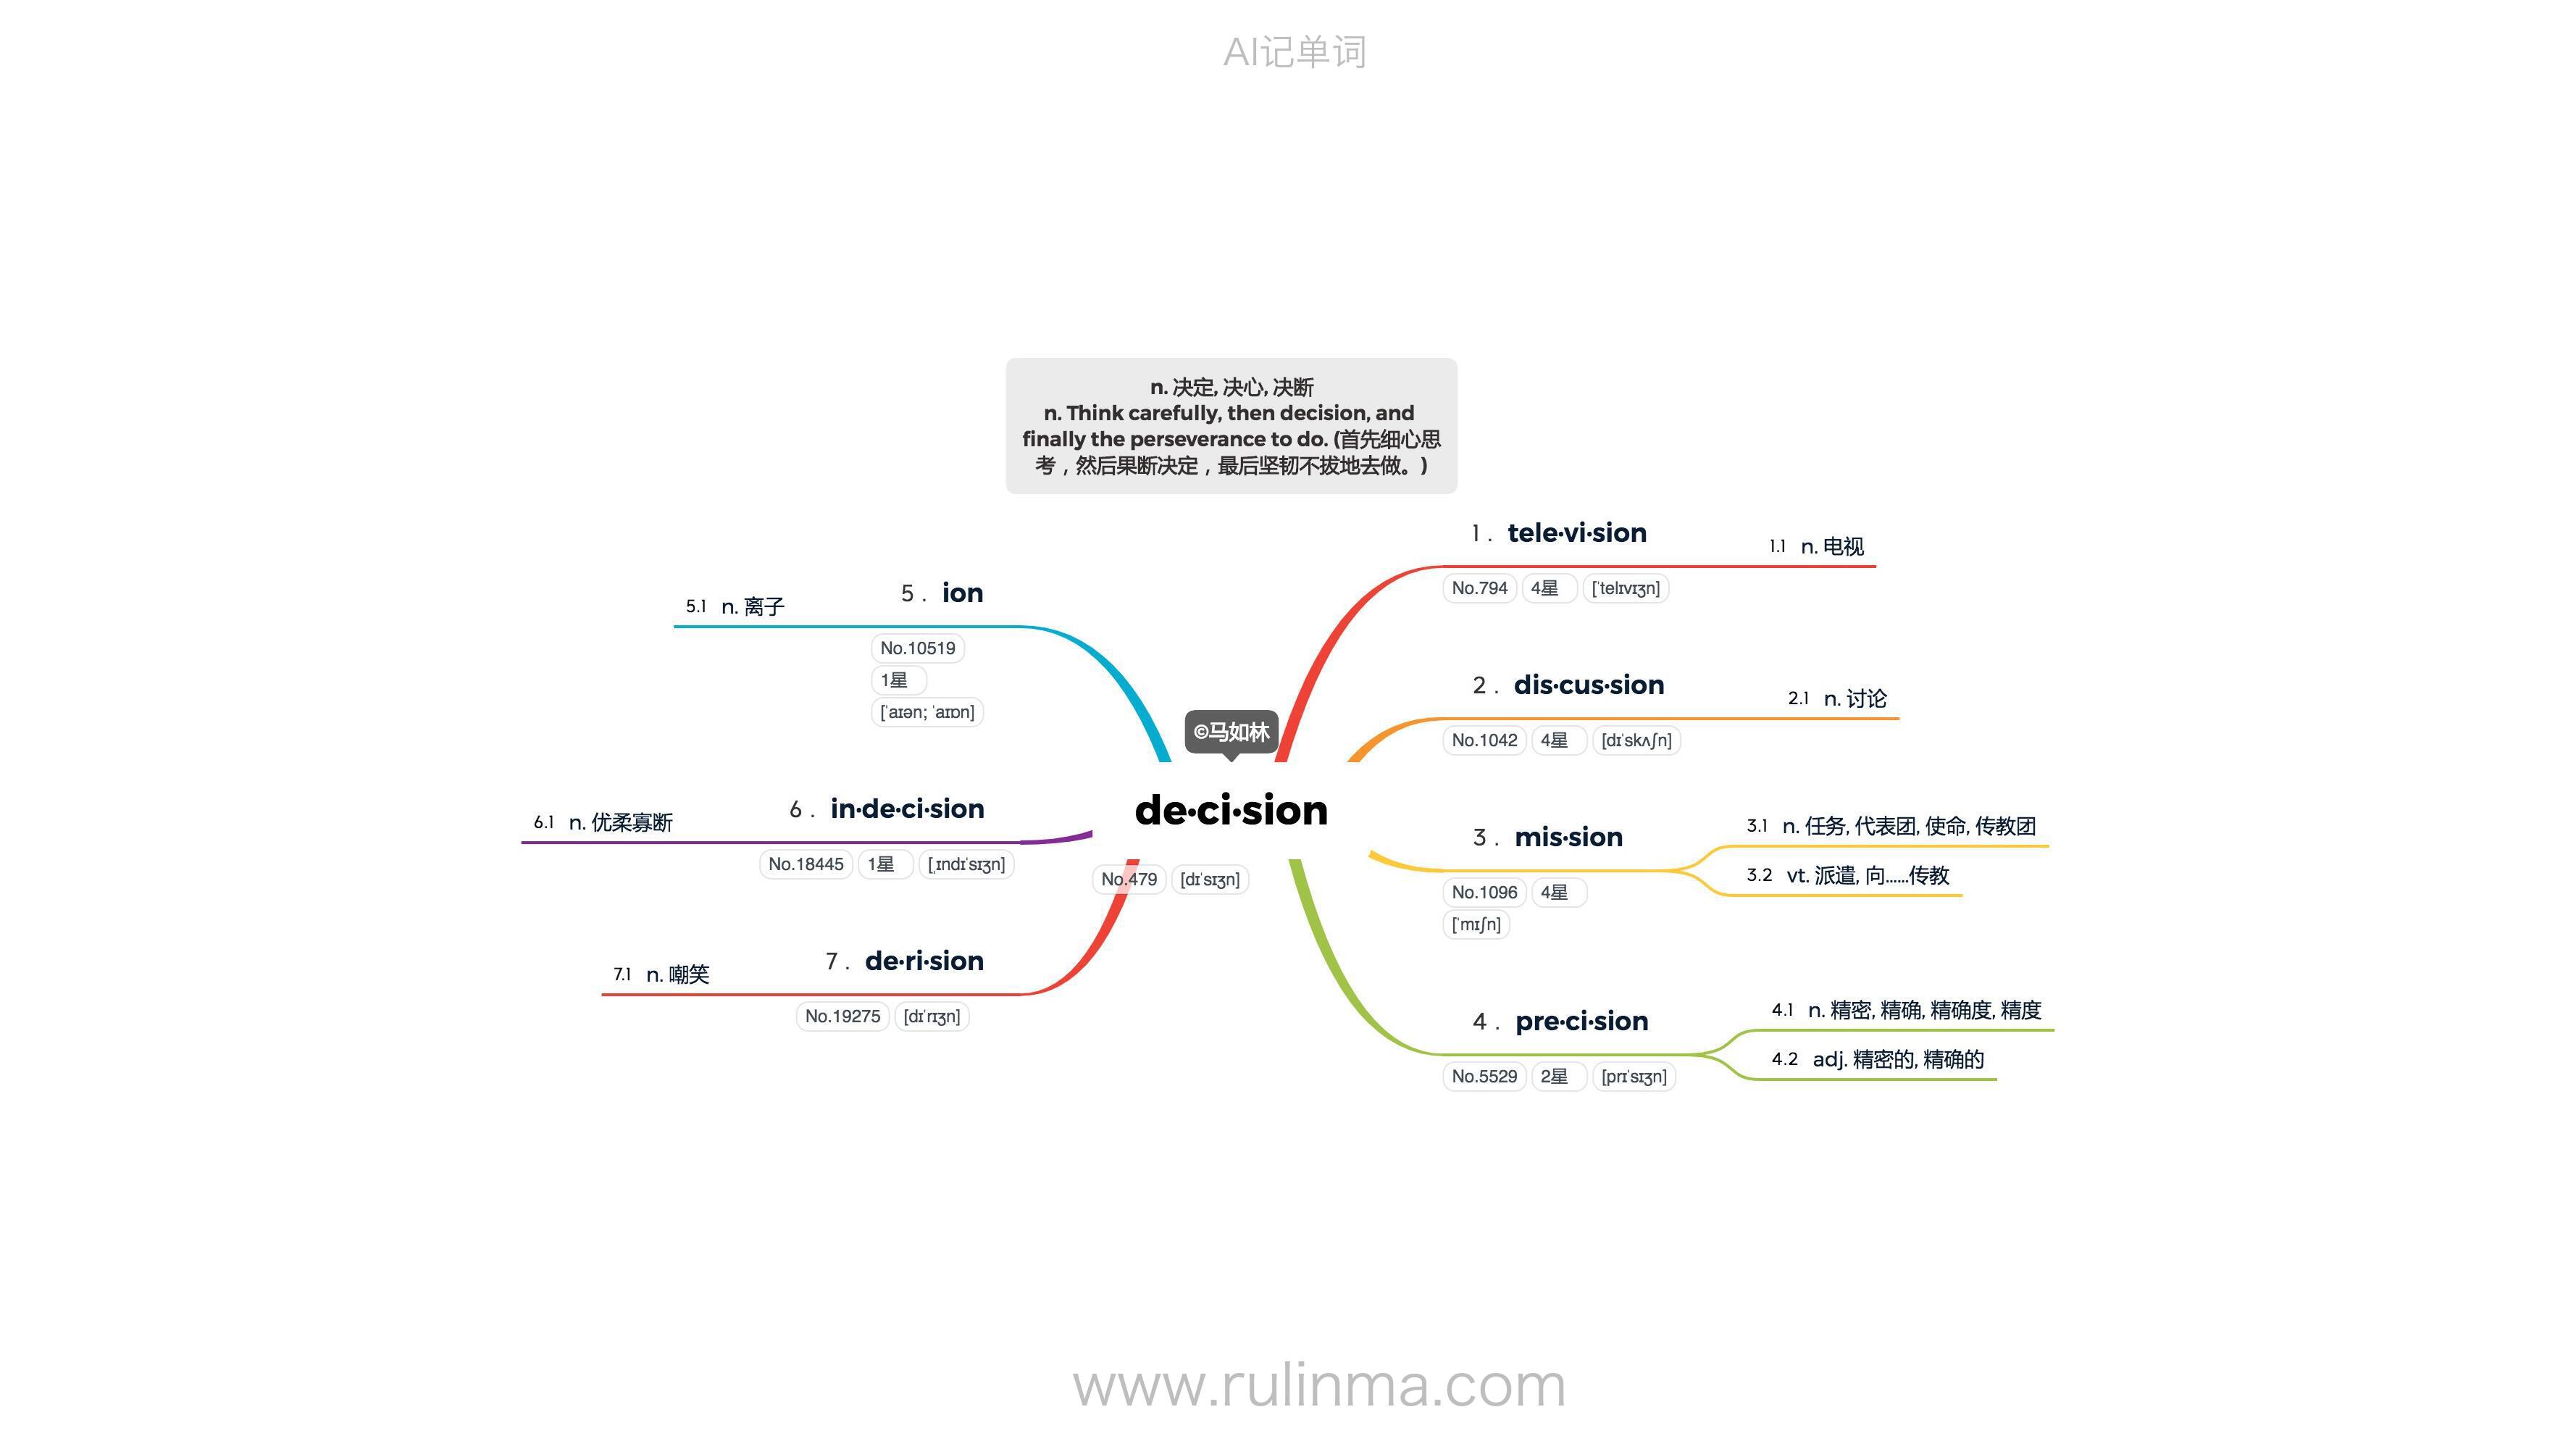 AI记单词
n. 决定, 决心, 决断
n. Think carefully, then decision, and
finally the perseverance to do. (首先细心思
考，然后果断决定，最后坚韧不拔地去做。)
©马如林
de·ci·sion
No.479 [dɪˈsɪʒn]
1 . tele·vi·sion
No.794 4星 [ˈtelɪvɪʒn]
1.1 n. 电视
2 . dis·cus·sion
No.1042 4星 [dɪˈskʌʃn]
2.1 n. 讨论
3 . mis·sion
No.1096 4星
[ˈmɪʃn]
3.1 n. 任务, 代表团, 使命, 传教团
3.2 vt. 派遣, 向……传教
4 . pre·ci·sion
No.5529 2星 [prɪˈsɪʒn]
4.1 n. 精密, 精确, 精确度, 精度
4.2 adj. 精密的, 精确的
5 . ion
No.10519
1星
[ˈaɪən; ˈaɪɒn]
5.1 n. 离子
6 . in·de·ci·sion
No.18445 1星 [ˌɪndɪˈsɪʒn]
6.1 n. 优柔寡断
7 . de·ri·sion
No.19275 [dɪˈrɪʒn]
7.1 n. 嘲笑
www.rulinma.com